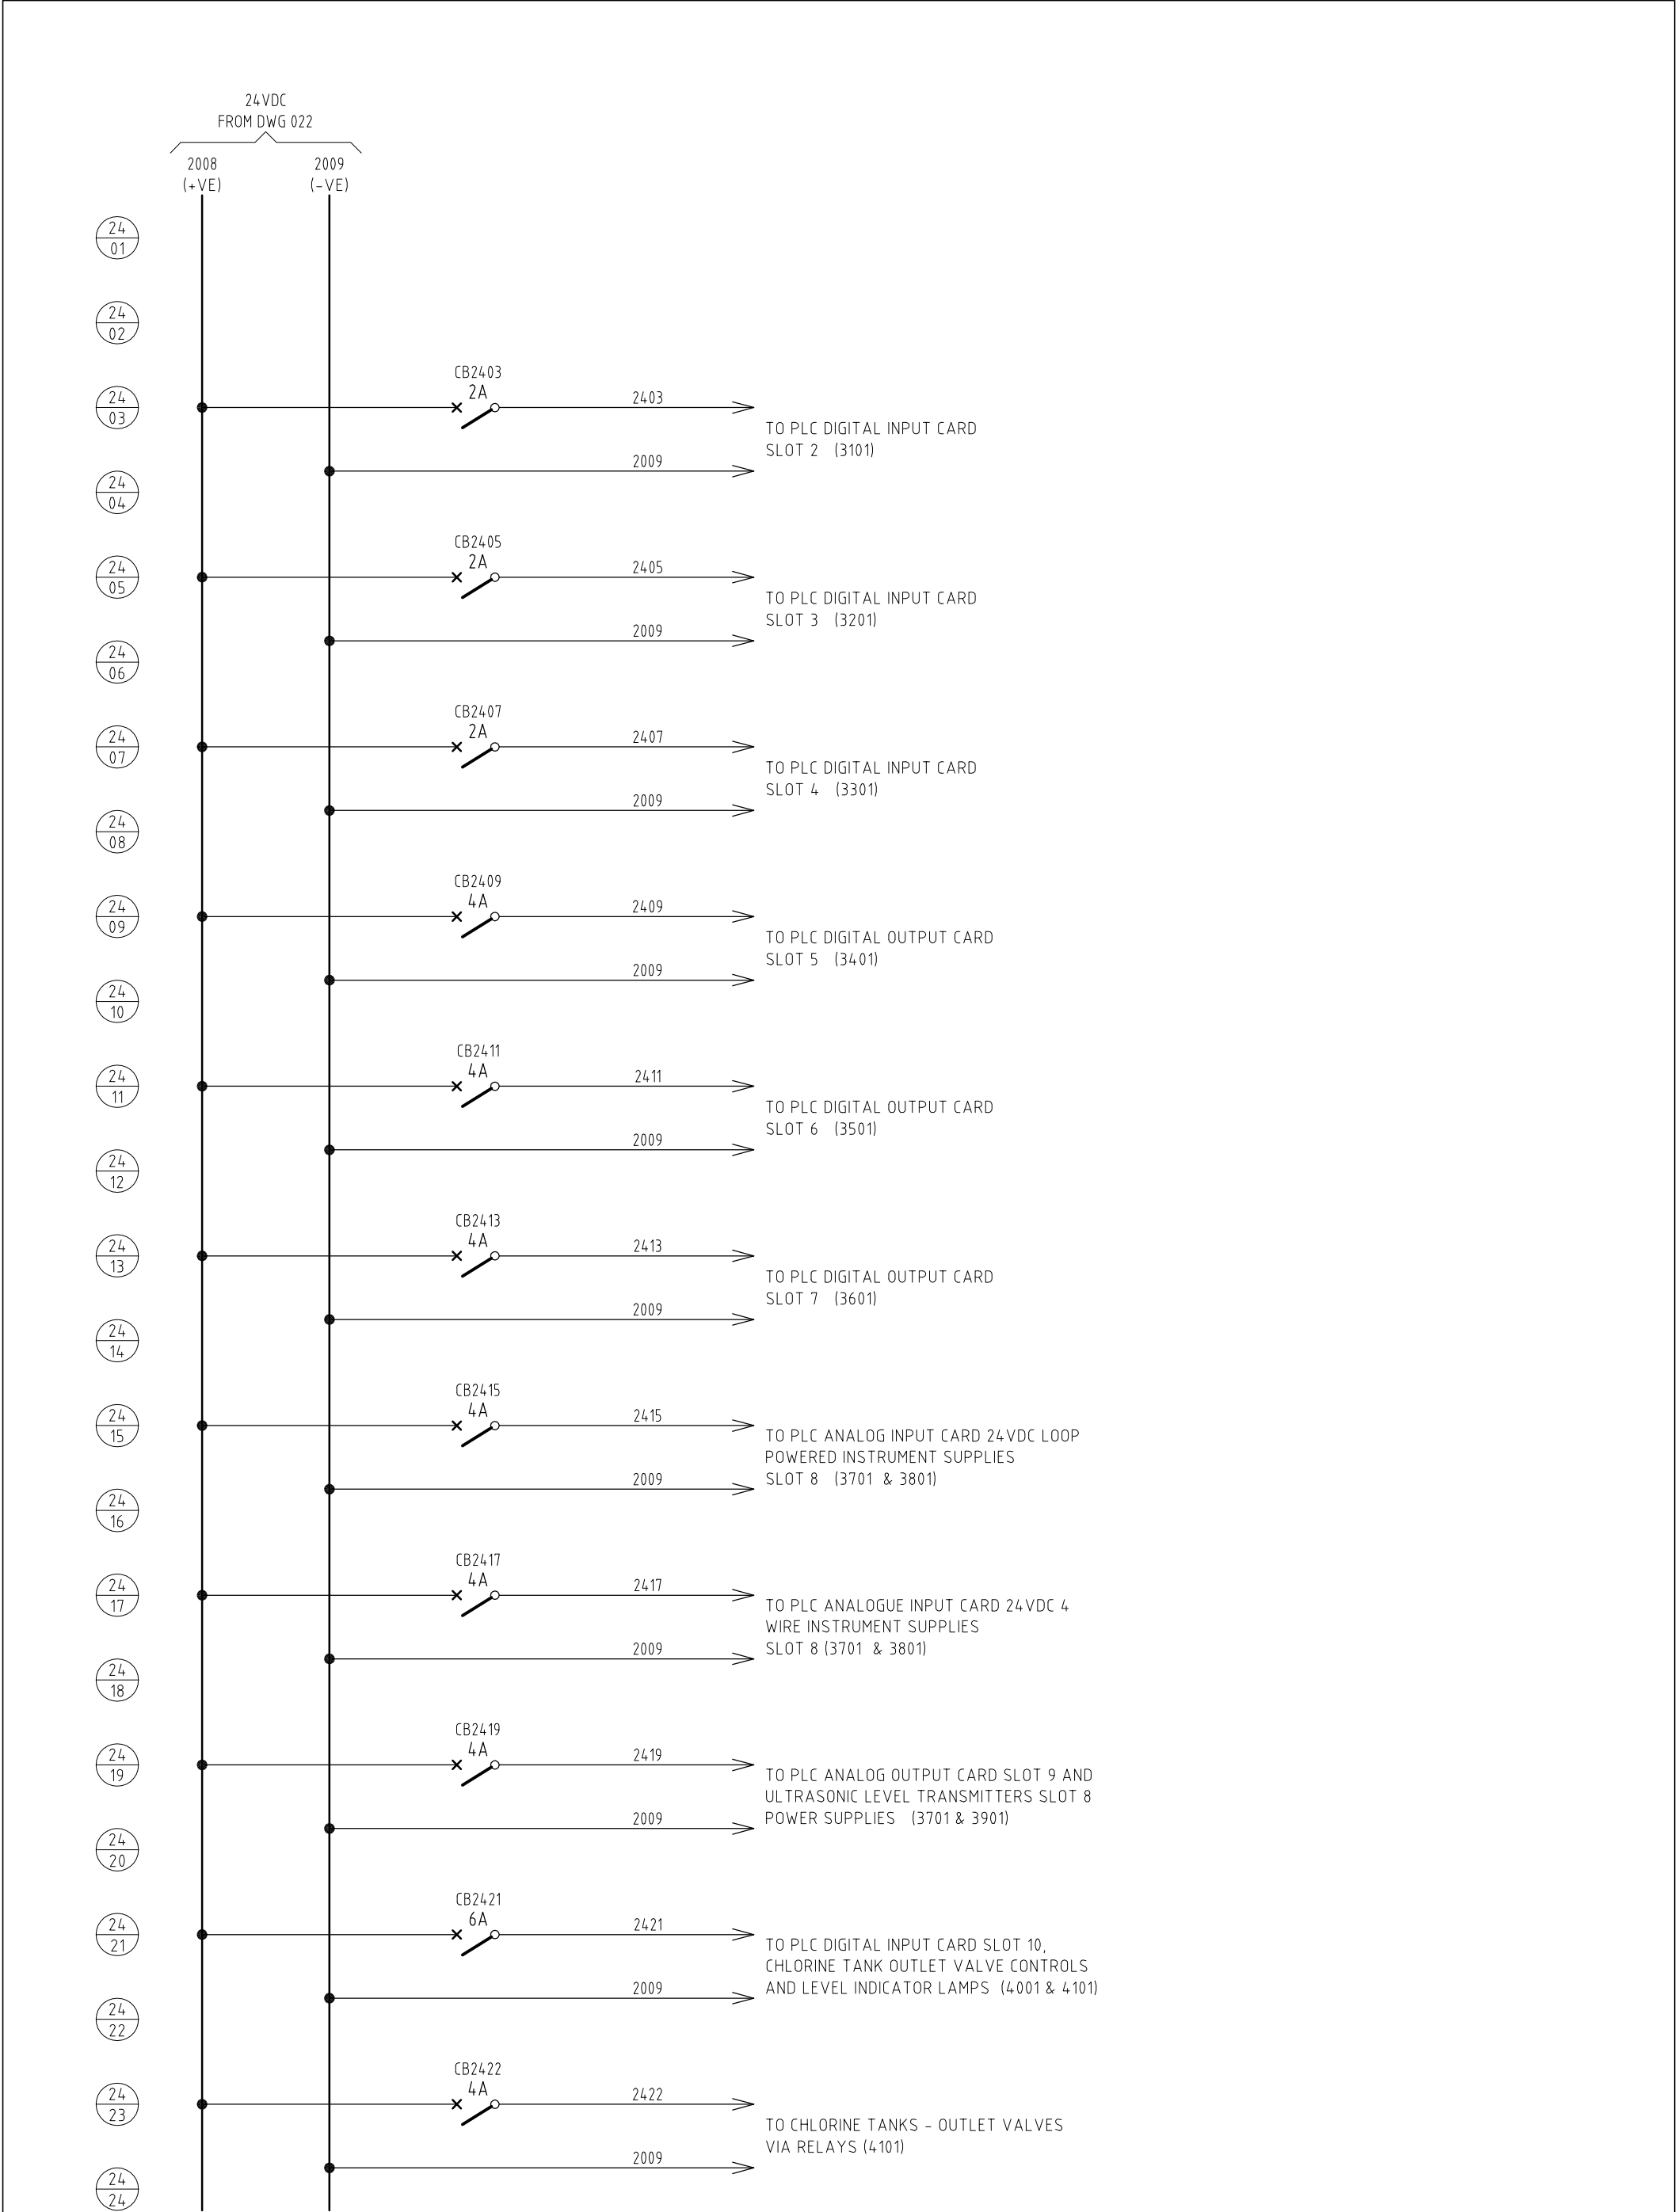 24VDC
FROM DWG 022
2008 2009
(+VE) (-VE)
24
01
24
02
CB2403
2A
24
03
2403
TO PLC DIGITAL INPUT CARD
SLOT 2 (3101)
2009
24
04
CB2405
2A
24
05
2405
TO PLC DIGITAL INPUT CARD
SLOT 3 (3201)
2009
24
06
CB2407
2A
24
07
2407
TO PLC DIGITAL INPUT CARD
SLOT 4 (3301)
2009
24
08
CB2409
4A
24
09
2409
TO PLC DIGITAL OUTPUT CARD
SLOT 5 (3401)
2009
24
10
CB2411
4A
24
11
2411
TO PLC DIGITAL OUTPUT CARD
SLOT 6 (3501)
2009
24
12
CB2413
4A
24
13
2413
TO PLC DIGITAL OUTPUT CARD
SLOT 7 (3601)
2009
24
14
CB2415
4A
24
15
2415
TO PLC ANALOG INPUT CARD 24VDC LOOP
POWERED INSTRUMENT SUPPLIES
SLOT 8 (3701 & 3801)
2009
24
16
CB2417
4A
24
17
2417
TO PLC ANALOGUE INPUT CARD 24VDC 4
WIRE INSTRUMENT SUPPLIES
SLOT 8 (3701 & 3801)
2009
24
18
CB2419
4A
24
19
2419
TO PLC ANALOG OUTPUT CARD SLOT 9 AND
ULTRASONIC LEVEL TRANSMITTERS SLOT 8
POWER SUPPLIES (3701 & 3901)
2009
24
20
CB2421
6A
24
21
2421
TO PLC DIGITAL INPUT CARD SLOT 10,
CHLORINE TANK OUTLET VALVE CONTROLS
AND LEVEL INDICATOR LAMPS (4001 & 4101)
2009
24
22
CB2422
4A
24
23
2422
TO CHLORINE TANKS - OUTLET VALVES
VIA RELAYS (4101)
2009
24
24